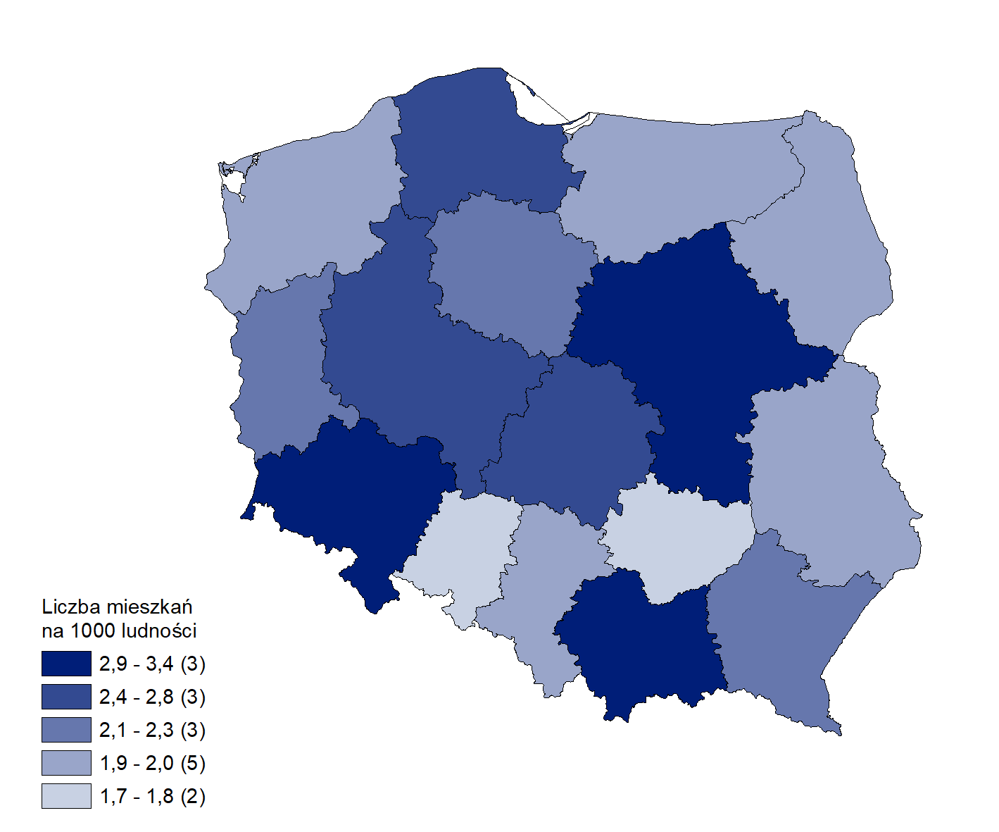 Liczba mieszkań
na 1000 ludności
2,9 - 3,4 (3)
2,4 - 2,8 (3)
2,1 - 2,3 (3)
1,9 - 2,0 (5)
1,7 - 1,8 (2)